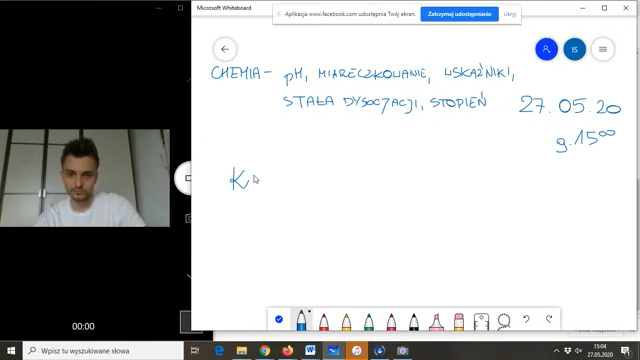 Microsoft Whiteboard
Aplikacja www.facebook.com udostępnia Twój ekran.
Zatrzymaj udostępnianie
Ukryj
IS
CHEMIA - pH, MIARECZKOWANIE, WSKAŹNIKI,
STAŁA DYSOCJACJI, STOPIEŃ
27.05.20
g. 15⁰⁰
K
00:00
Wpisz tu wyszukiwane słowa
15:04
27.05.2020